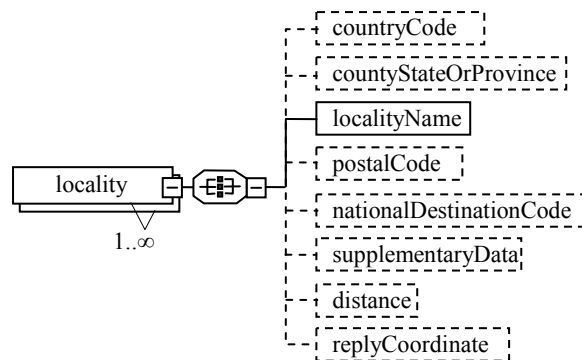 countryCode
countyStateOrProvince
localityName
locality
postalCode
1..∞
nationalDestinationCode
supplementaryData
distance
replyCoordinate